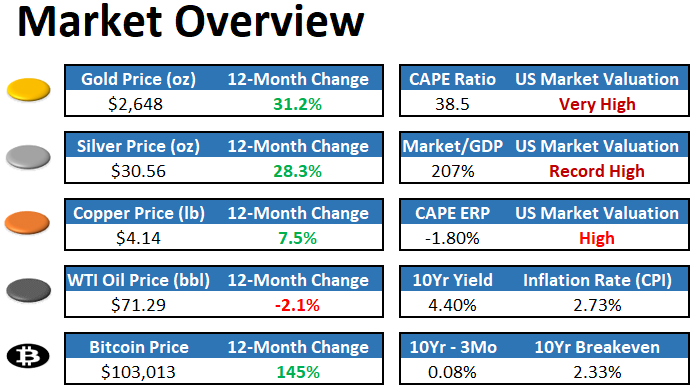 Market Overview
Gold Price (oz) 12-Month Change
$2,648 31.2%
CAPE Ratio US Market Valuation
38.5 Very High
Silver Price (oz) 12-Month Change
$30.56 28.3%
Market/GDP US Market Valuation
207% Record High
Copper Price (lb) 12-Month Change
$4.14 7.5%
CAPE ERP US Market Valuation
-1.80% High
WTI Oil Price (bbl) 12-Month Change
$71.29 -2.1%
10Yr Yield Inflation Rate (CPI)
4.40% 2.73%
Bitcoin Price 12-Month Change
$103,013 145%
10Yr - 3Mo 10Yr Breakeven
0.08% 2.33%